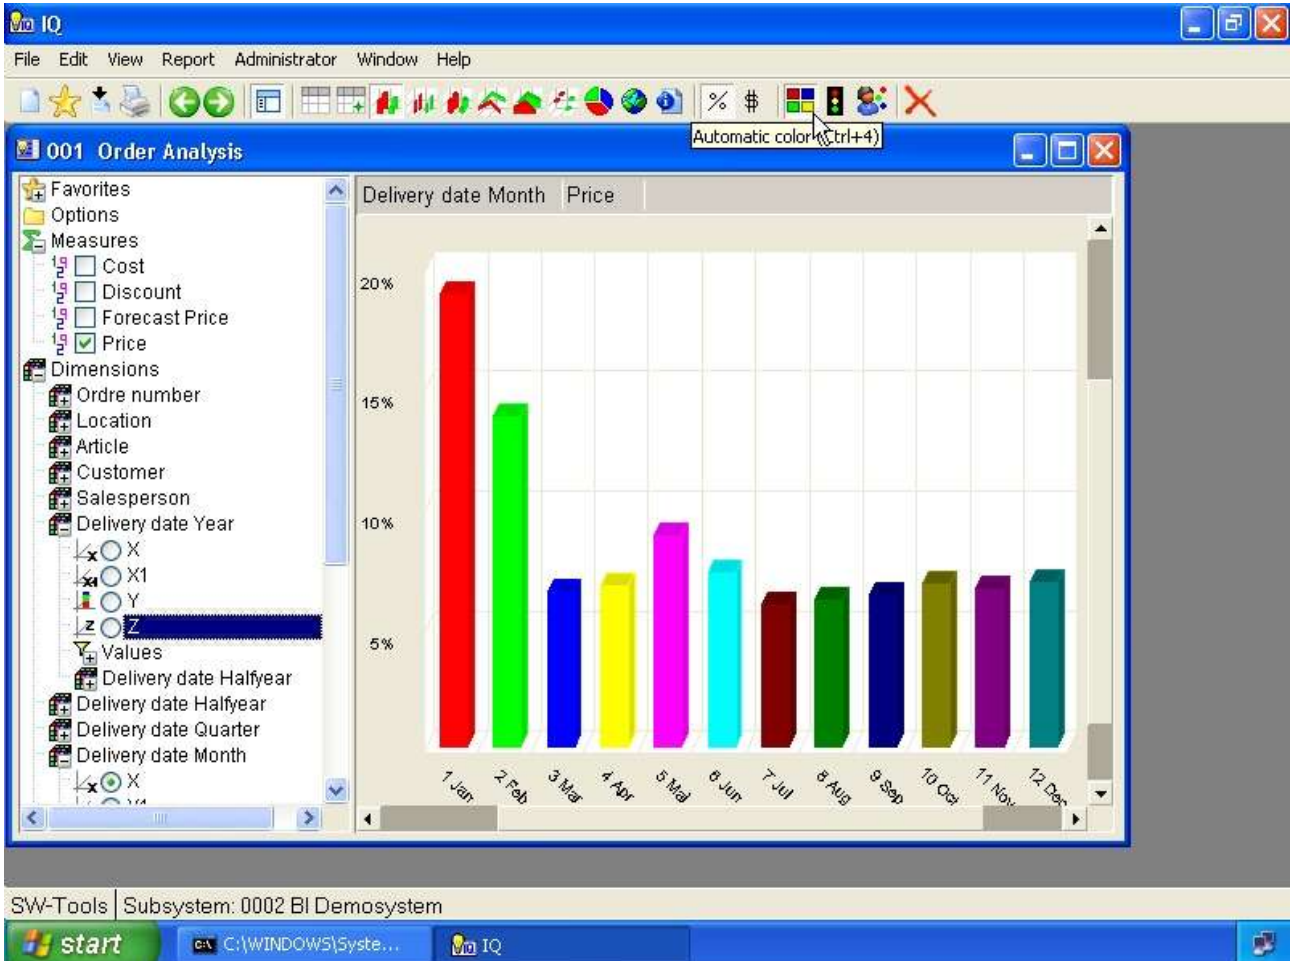 IQ
File Edit View Report Administrator Window Help
% $
Automatic color (Ctrl+4)
001 Order Analysis
Favorites
Options
Measures
Cost
Discount
Forecast Price
Price
Dimensions
Ordre number
Location
Article
Customer
Salesperson
Delivery date Year
X
X1
Y
Z
Values
Delivery date Halfyear
Delivery date Halfyear
Delivery date Quarter
Delivery date Month
X
Delivery date Month Price
20%
15%
10%
5%
1 Jan 2 Feb 3 Mar 4 Apr 5 Maj 6 Jun 7 Jul 8 Aug 9 Sep 10 Oct 11 Nov 12 Dec
SW-Tools Subsystem: 0002 BI Demosystem
start C:\WINDOWS\Syste... IQ